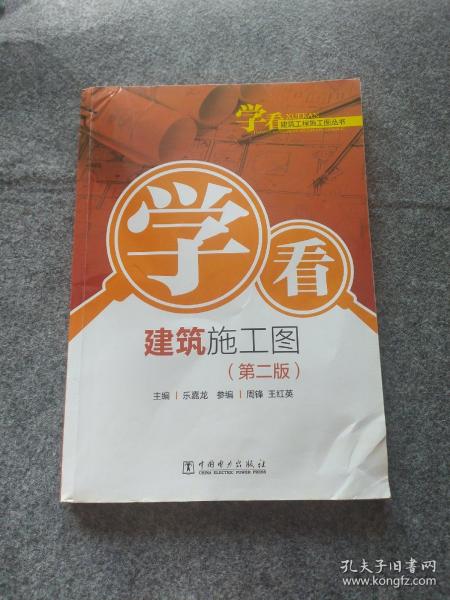 学看
XUEKAN
建筑工程施工图丛书
学看
建筑施工图
（第二版）
主编 | 乐嘉龙 参编 | 周锋 王红英
中国电力出版社
CHINA ELECTRIC POWER PRESS
孔夫子旧书网
www.kongfz.com